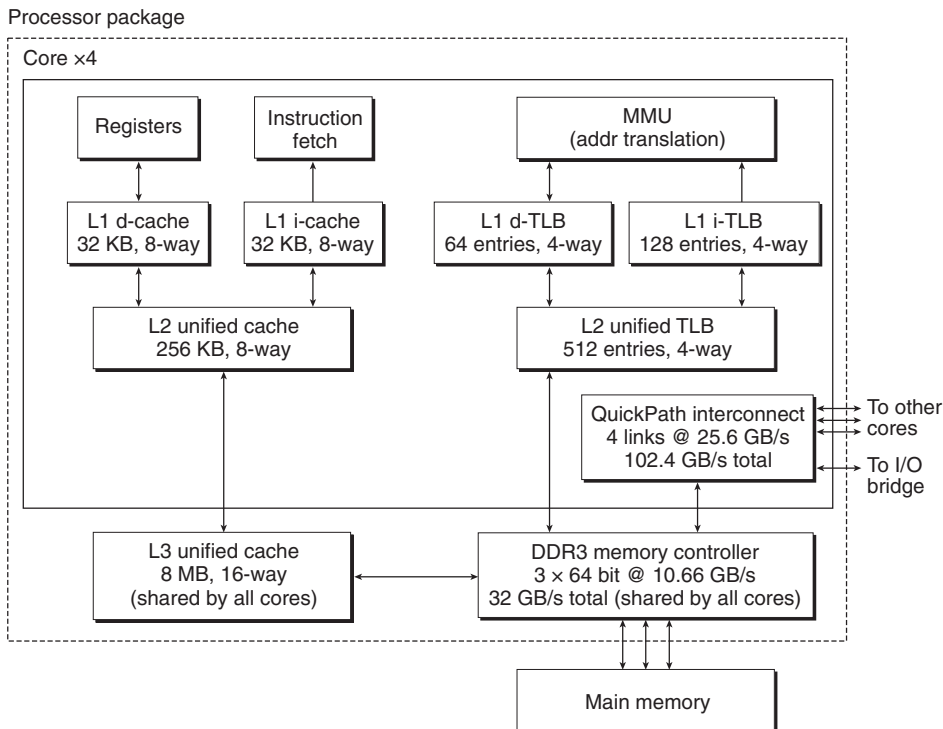 Processor package
Core ×4
Registers
Instruction
fetch
MMU
(addr translation)
L1 d-cache
32 KB, 8-way
L1 i-cache
32 KB, 8-way
L1 d-TLB
64 entries, 4-way
L1 i-TLB
128 entries, 4-way
L2 unified cache
256 KB, 8-way
L2 unified TLB
512 entries, 4-way
QuickPath interconnect
4 links @ 25.6 GB/s
102.4 GB/s total
To other
cores
To I/O
bridge
L3 unified cache
8 MB, 16-way
(shared by all cores)
DDR3 memory controller
3 × 64 bit @ 10.66 GB/s
32 GB/s total (shared by all cores)
Main memory